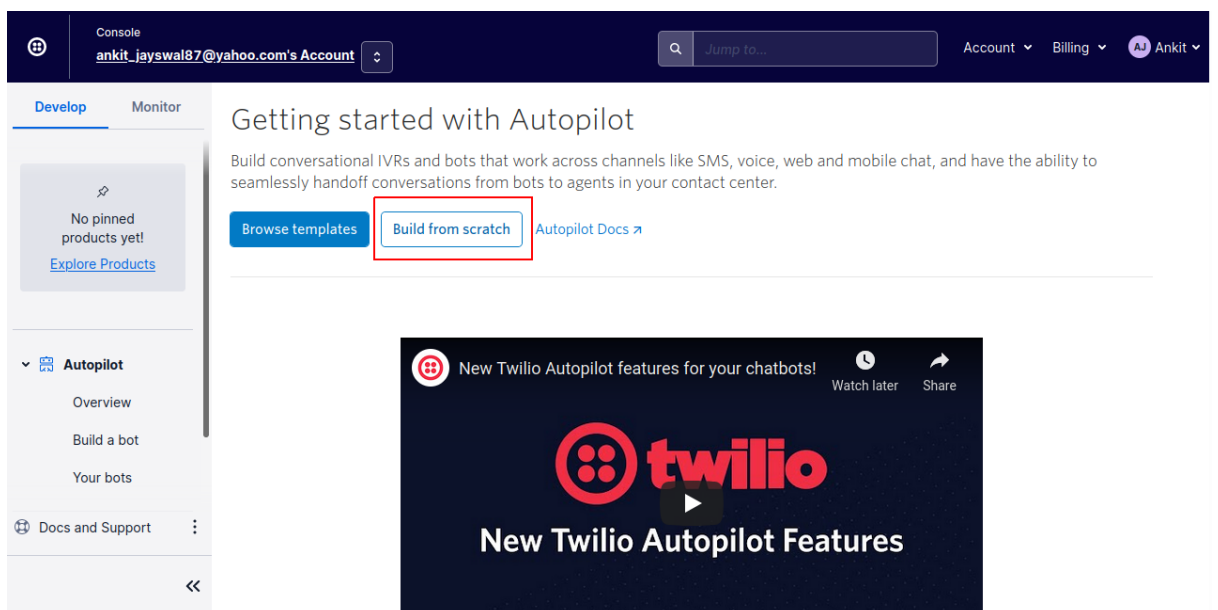 Console
ankit_jayswal87@yahoo.com's Account
Jump to...
Account
Billing
AJ Ankit
Develop
Monitor
No pinned
products yet!
Explore Products
Autopilot
Overview
Build a bot
Your bots
Docs and Support
Getting started with Autopilot
Build conversational IVRs and bots that work across channels like SMS, voice, web and mobile chat, and have the ability to
seamlessly handoff conversations from bots to agents in your contact center.
Browse templates
Build from scratch
Autopilot Docs
New Twilio Autopilot features for your chatbots!
Watch later
Share
twilio
New Twilio Autopilot Features